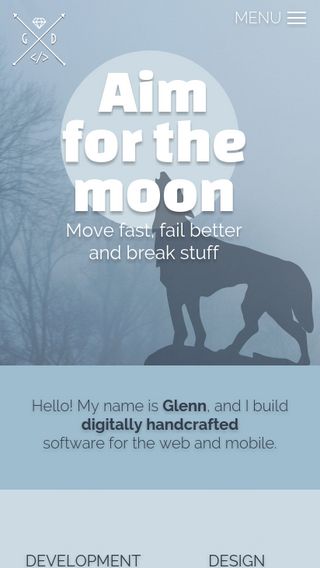 MENU
G D
</>
Aim
for the
moon
Move fast, fail better
and break stuff
Hello! My name is Glenn, and I build
digitally handcrafted
software for the web and mobile.
DEVELOPMENT DESIGN